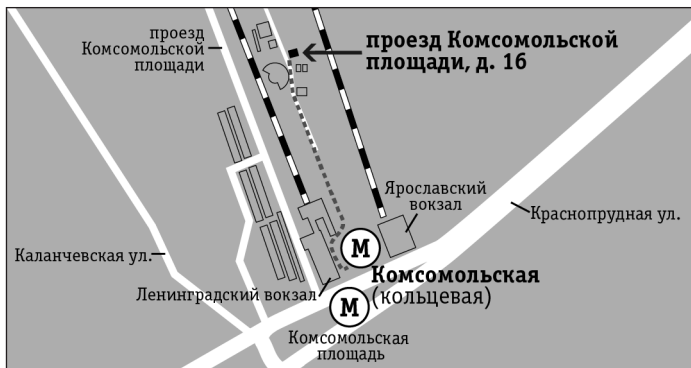 проезд
Комсомольской
площади
проезд Комсомольской
площади, д. 16
Ярославский
вокзал
Краснопрудная ул.
Каланчевская ул.
М
Комсомольская
(кольцевая)
Ленинградский вокзал
М
Комсомольская
площадь